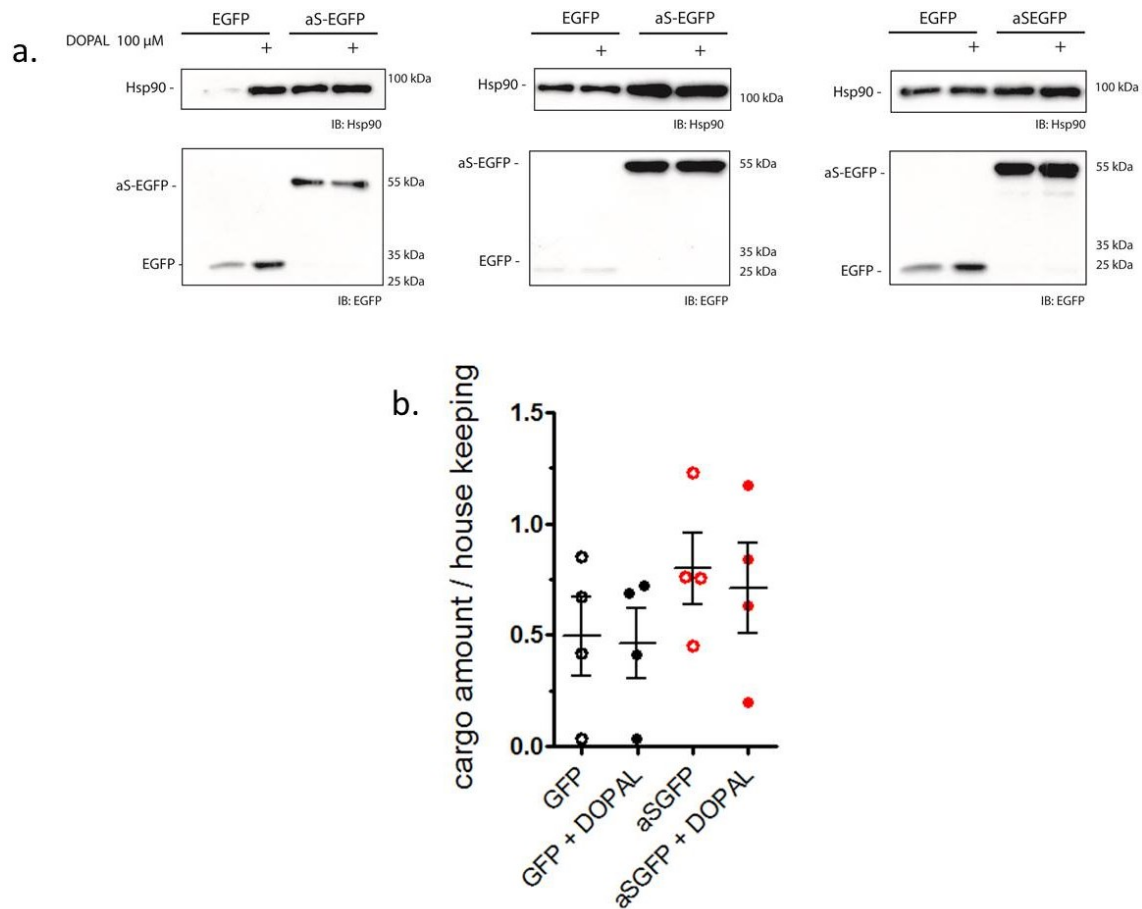 a.
DOPAL 100 µM
EGFP aS-EGFP
+ +
Hsp90 - 100 kDa
IB: Hsp90
aS-EGFP - 55 kDa
35 kDa
EGFP - 25 kDa
IB: EGFP
EGFP aS-EGFP
+ +
Hsp90 - 100 kDa
IB: Hsp90
aS-EGFP - 55 kDa
35 kDa
EGFP - 25 kDa
IB: EGFP
EGFP aSEGFP
+ +
Hsp90 - 100 kDa
IB: Hsp90
aS-EGFP - 55 kDa
35 kDa
25 kDa
EGFP -
IB: EGFP
b.
cargo amount / house keeping
1.5
1.0
0.5
0.0
GFP
GFP + DOPAL
aSGFP
aSGFP + DOPAL